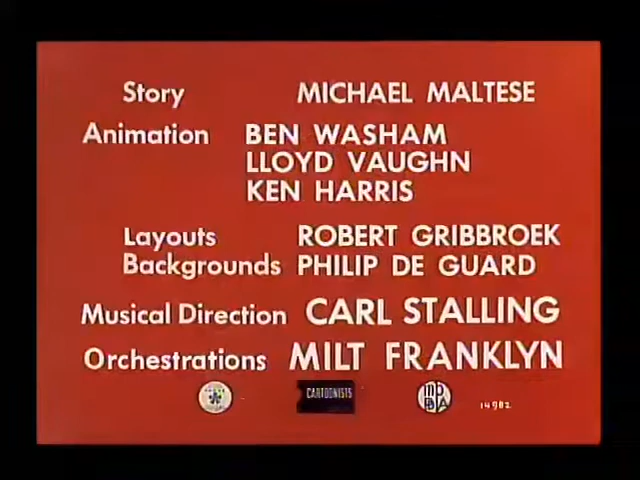 Story MICHAEL MALTESE
Animation BEN WASHAM
LLOYD VAUGHN
KEN HARRIS
Layouts ROBERT GRIBBROEK
Backgrounds PHILIP DE GUARD
Musical Direction CARL STALLING
Orchestrations MILT FRANKLYN
CARTOONISTS
14982